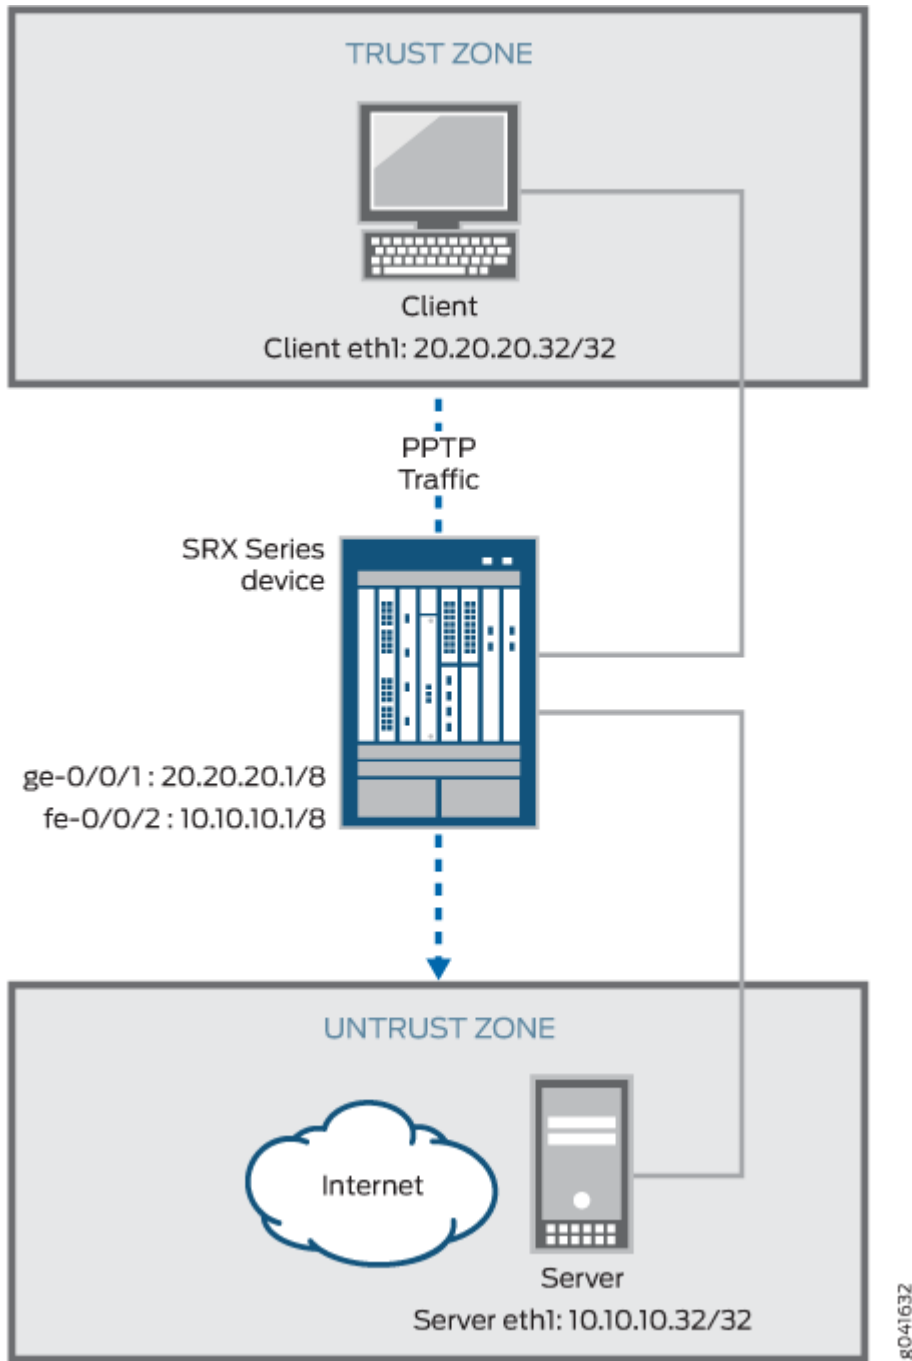 TRUST ZONE
Client
Client eth1: 20.20.20.32/32
PPTP
Traffic
SRX Series
device
ge-0/0/1 : 20.20.20.1/8
fe-0/0/2 : 10.10.10.1/8
UNTRUST ZONE
Internet
Server
Server eth1: 10.10.10.32/32
g041632